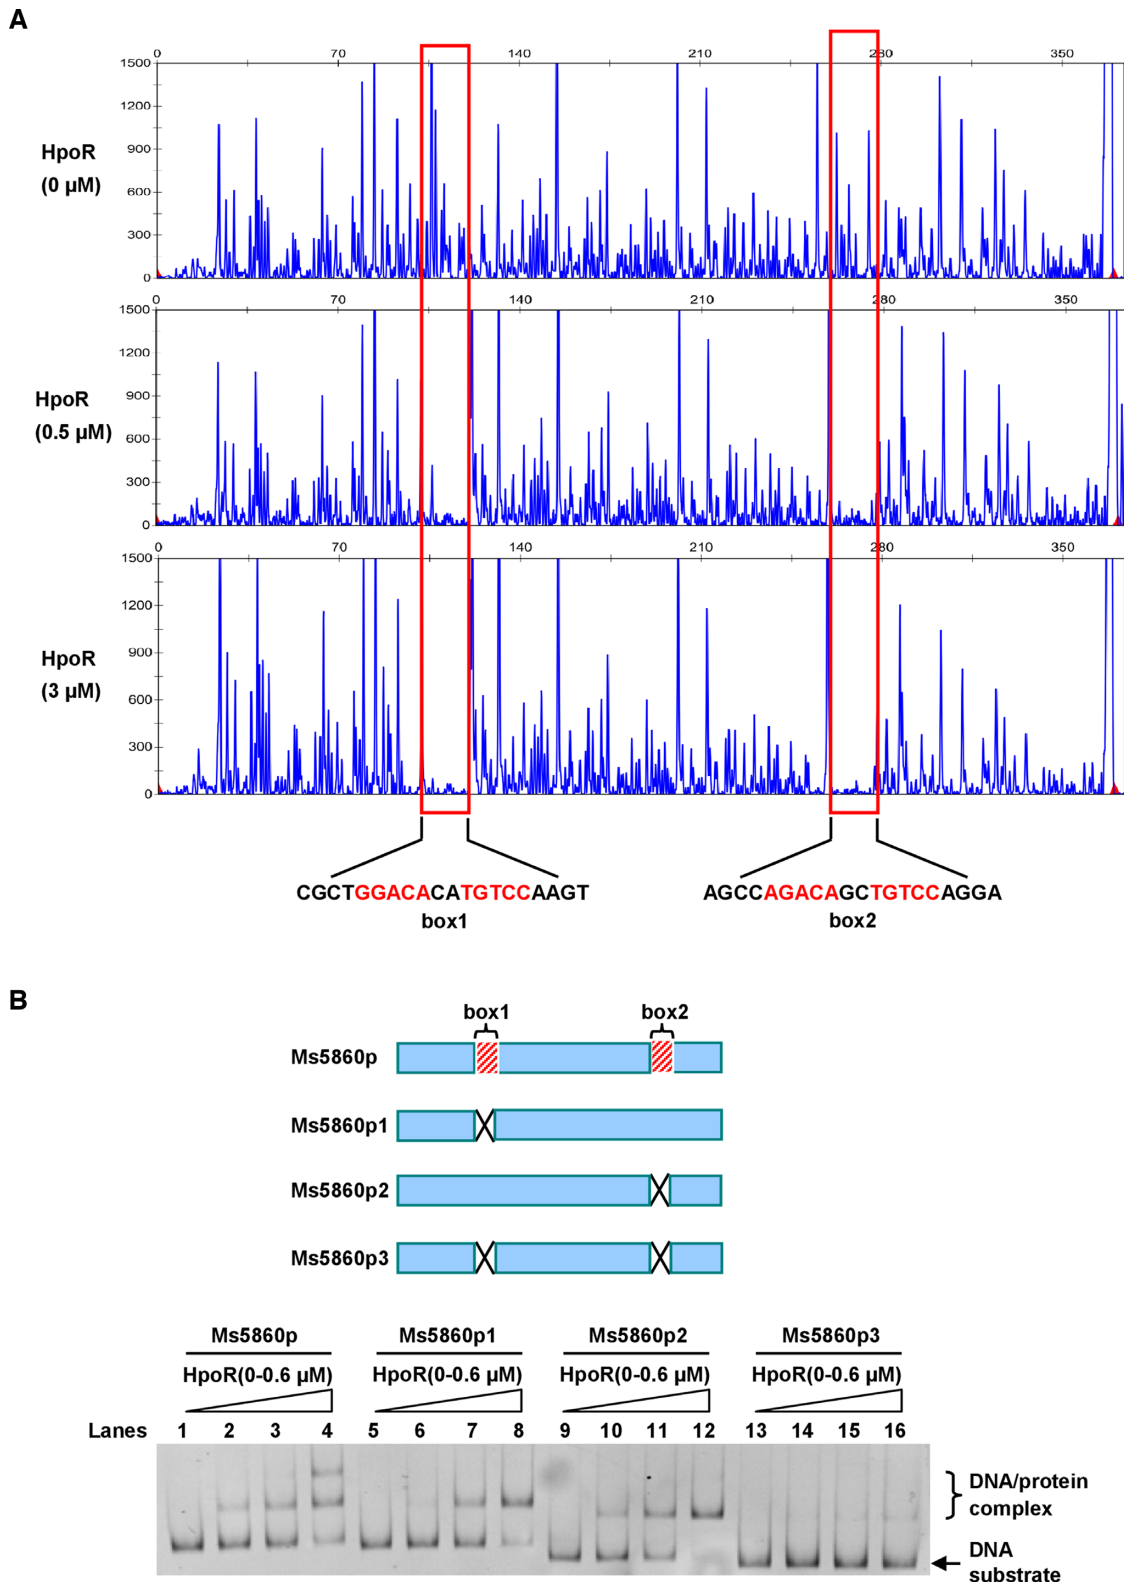 A
0 70 140 210 280 350
1500
1200
900
600
300
0
HpoR
(0 µM)
0 70 140 210 280 350
1500
1200
900
600
300
0
HpoR
(0.5 µM)
0 70 140 210 280 350
1500
1200
900
600
300
0
HpoR
(3 µM)
CGCTGGACACATGTCCAAGT AGCCAGACAGCTGTCCAGGA
box1 box2
B
box1 box2
Ms5860p
Ms5860p1
Ms5860p2
Ms5860p3
Ms5860p Ms5860p1 Ms5860p2 Ms5860p3
HpoR(0-0.6 µM) HpoR(0-0.6 µM) HpoR(0-0.6 µM) HpoR(0-0.6 µM)
Lanes 1 2 3 4 5 6 7 8 9 10 11 12 13 14 15 16
DNA/protein
complex
DNA
substrate